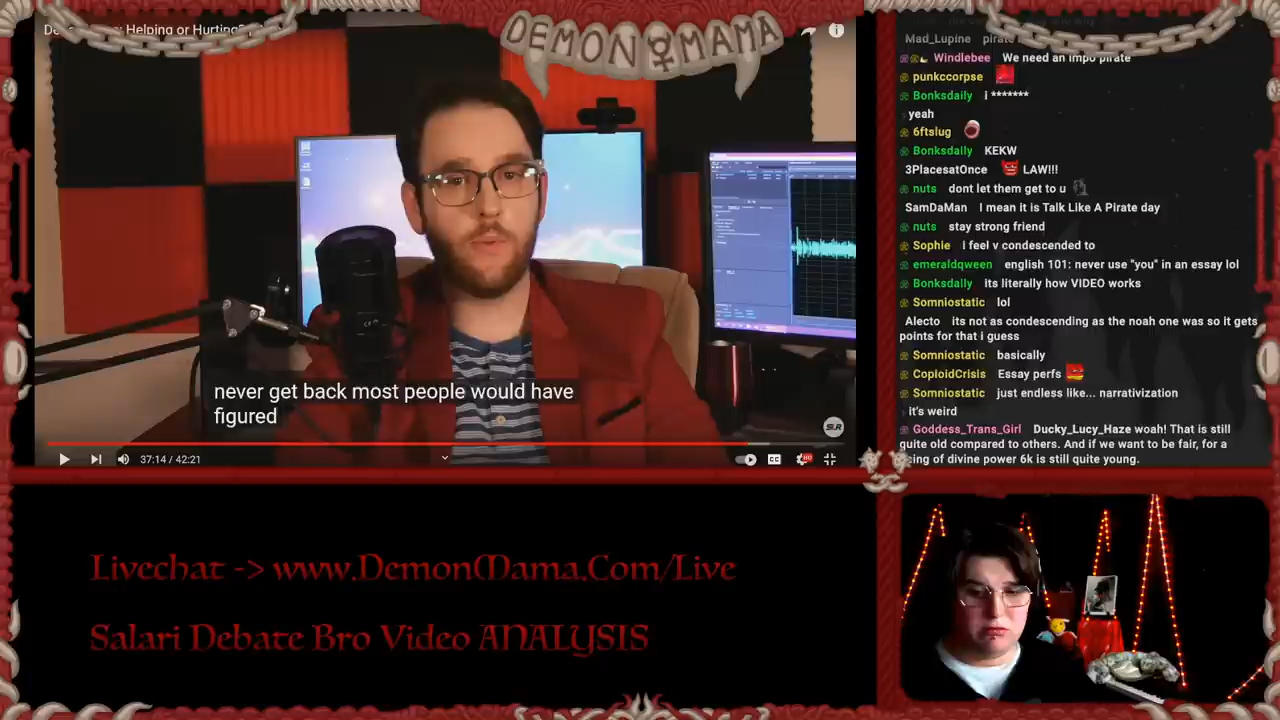 Helping or Hurting?
DEMON MAMA
never get back most people would have
figured
SLR
37:14 / 42:21
CC
HD
Livechat -> www.DemonMama.Com/Live
Salari Debate Bro Video ANALYSIS
Mad_Lupine pirate
Windlebee We need an impo pirate
punkccorpse
Bonksdaily i *******
yeah
6ftslug
Bonksdaily KEKW
3PlacesatOnce LAW!!!
nuts dont let them get to u
SamDaMan I mean it is Talk Like A Pirate day
nuts stay strong friend
Sophie i feel v condescended to
emeraldqween english 101: never use "you" in an essay lol
Bonksdaily Its literally how VIDEO works
Somniostatic lol
Alecto its not as condescending as the noah one was so it gets
points for that i guess
Somniostatic basically
CopioidCrisis Essay perfs
Somniostatic just endless like... narrativization
it's weird
Goddess_Trans_Girl Ducky_Lucy_Haze woah! That is still
quite old compared to others. And if we want to be fair, for a
being of divine power 6k is still quite young.